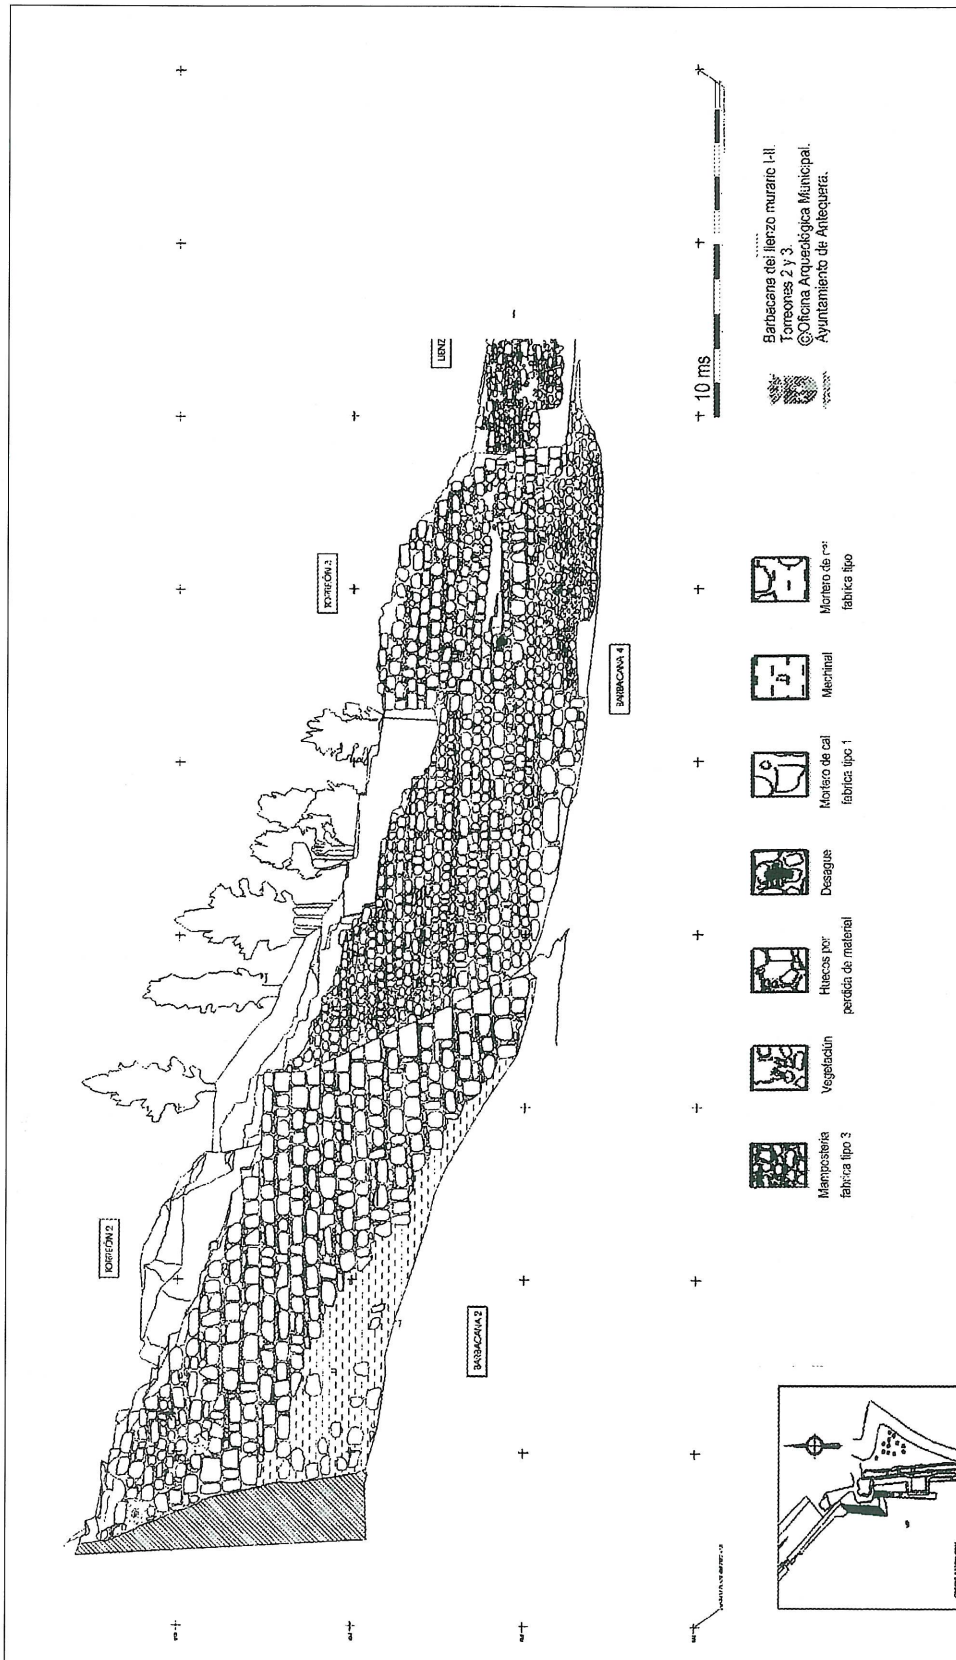 TORREÓN 2
TORREÓN 3
LIENZ
BARBACANA 2
BARBACANA 4
10 ms
Barbacana del lienzo murario I-II.
Torreones 2 y 3.
©Oficina Arqueológica Municipal.
Ayuntamiento de Antequera.
Mampostería
fabrica tipo 3
Vegetación
Huecos por
perdida de material
Desague
Mortero de cal
fabrica tipo 1
Mechinal
Mortero de
fabrica tipo